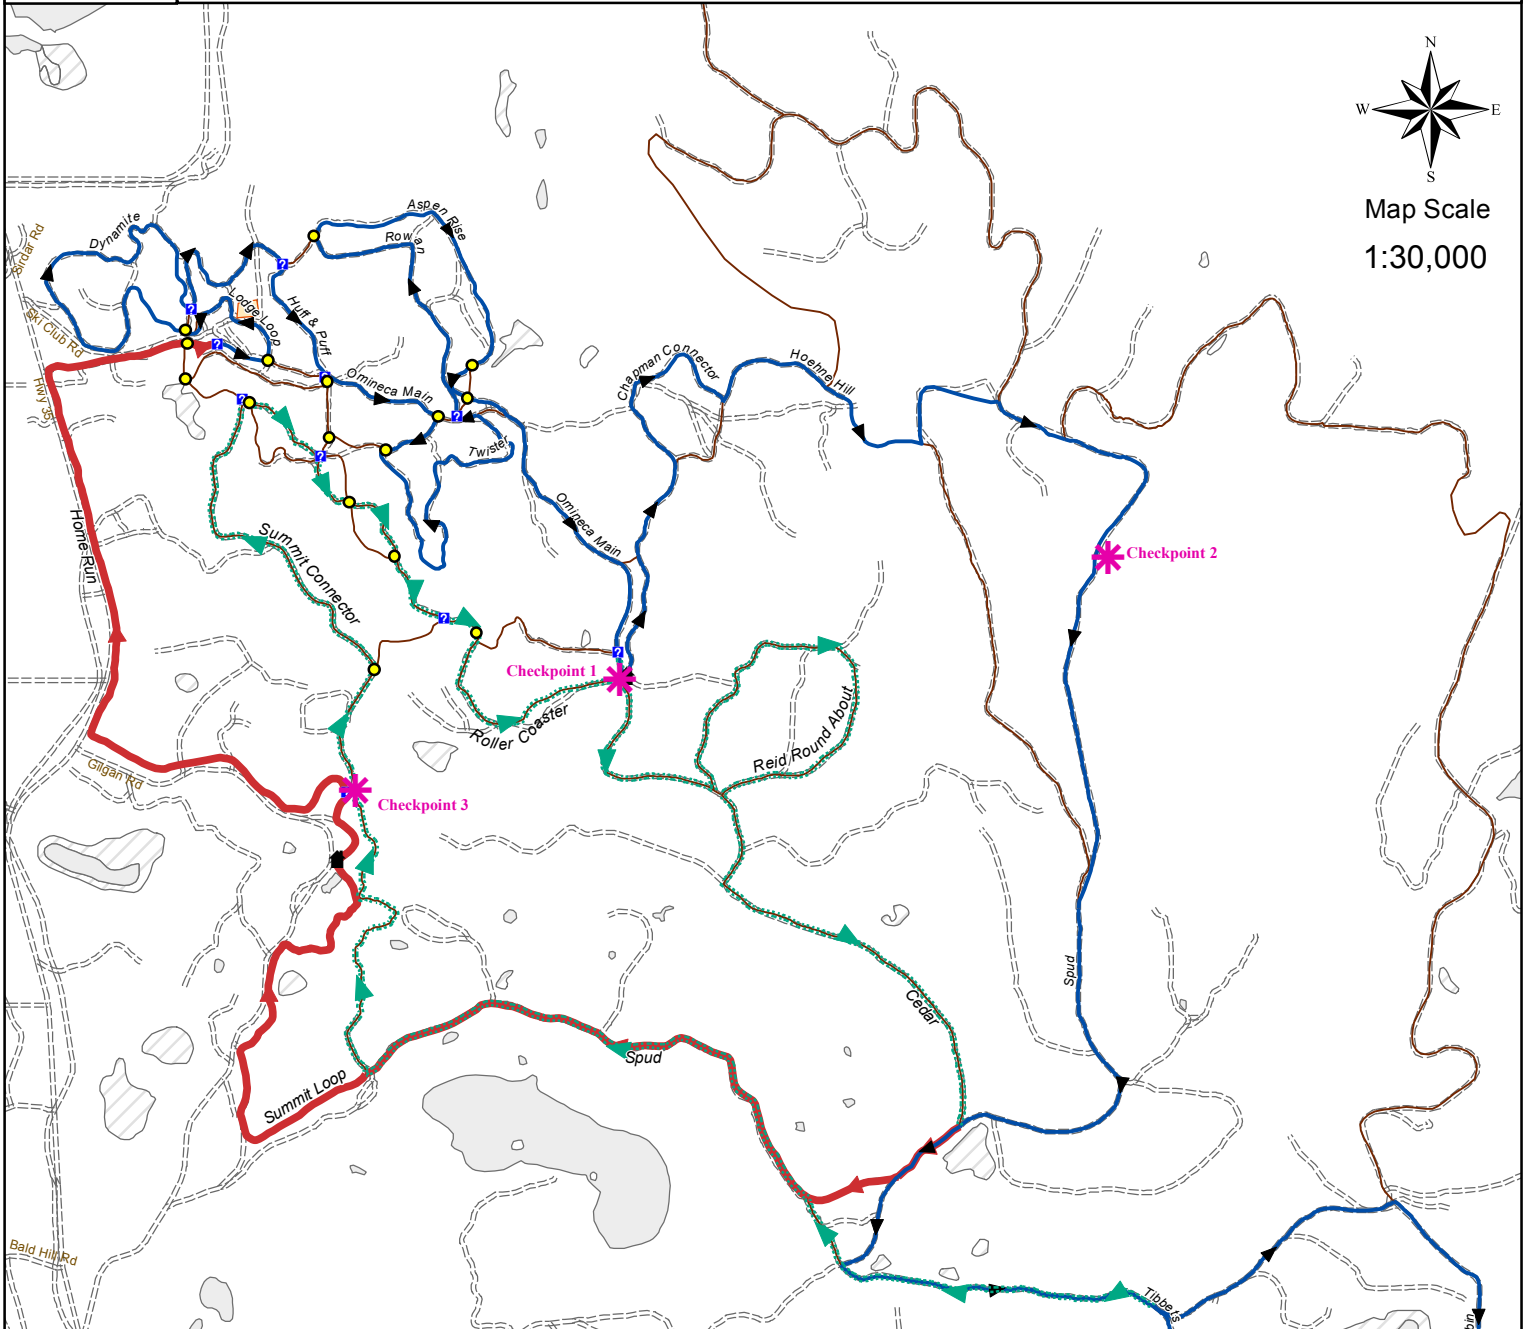 N
W
E
S
Map Scale
1:30,000
Aspen Rise
Rowan
Dynamite
Sirdar Rd
Ski Club Rd
Lodge Loop
Huff & Puff
Omineca Main
Chapman Connector
Hoehne Hill
Hwy 35
Twister
Omineca Main
Home Run
Summit Connector
Checkpoint 2
Checkpoint 1
Roller Coaster
Reid Round About
Gilgan Rd
Checkpoint 3
Spud
Cedar
Spud
Summit Loop
Bald Hill Rd
Tibbets
?
?
?
?
?
?
?
?
?